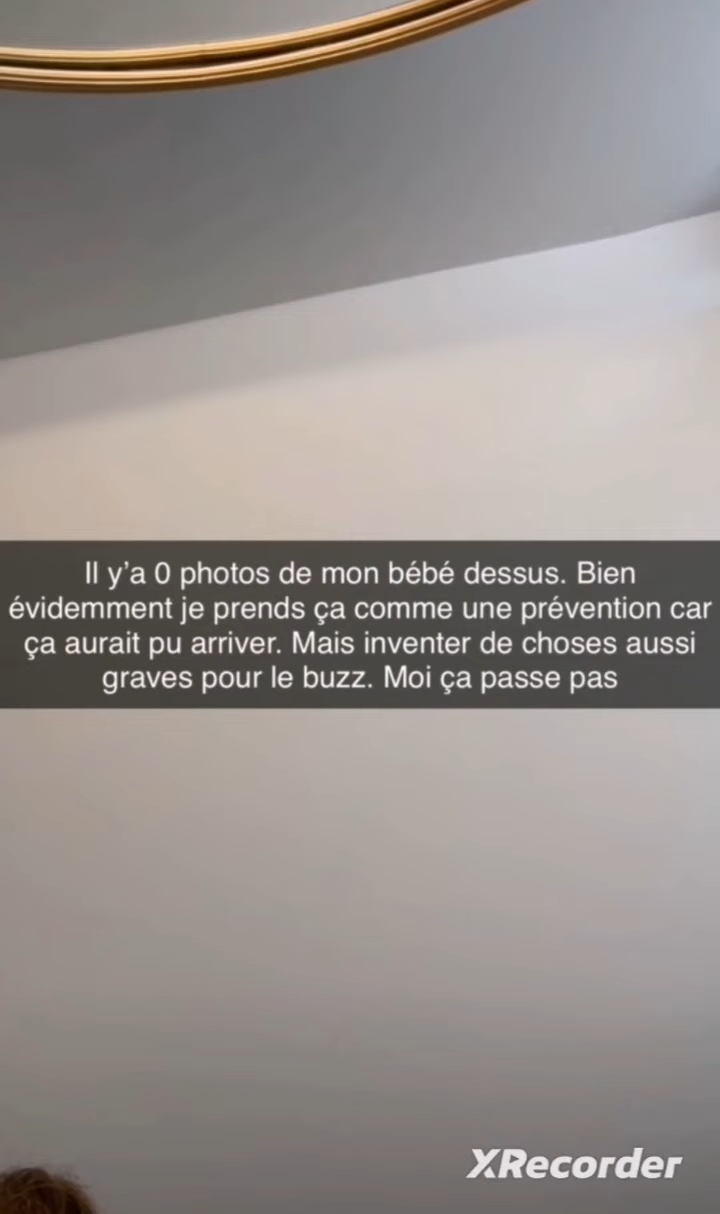 Il y'a 0 photos de mon bébé dessus. Bien
évidemment je prends ça comme une prévention car
ça aurait pu arriver. Mais inventer de choses aussi
graves pour le buzz. Moi ça passe pas
XRecorder